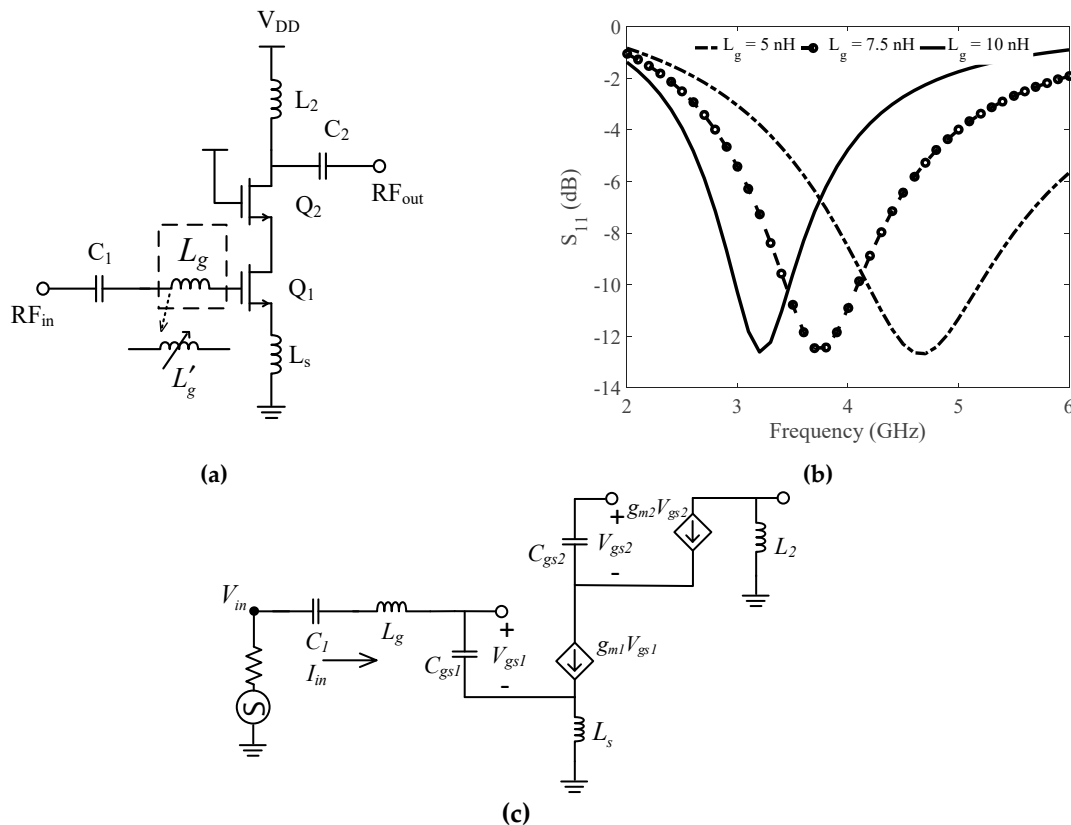 V_DD
L_2
C_2
RF_out
Q_2
C_1
L_g
RF_in
Q_1
L_s
L'_g
(a)
L_g = 5 nH
L_g = 7.5 nH
L_g = 10 nH
0
-2
-4
-6
-8
-10
-12
-14
S_11 (dB)
2
3
4
5
6
Frequency (GHz)
(b)
g_m2V_gs2
+
V_gs2
-
C_gs2
L_2
V_in
C_1
L_g
I_in
C_gs1
+
V_gs1
-
g_m1V_gs1
L_s
(c)